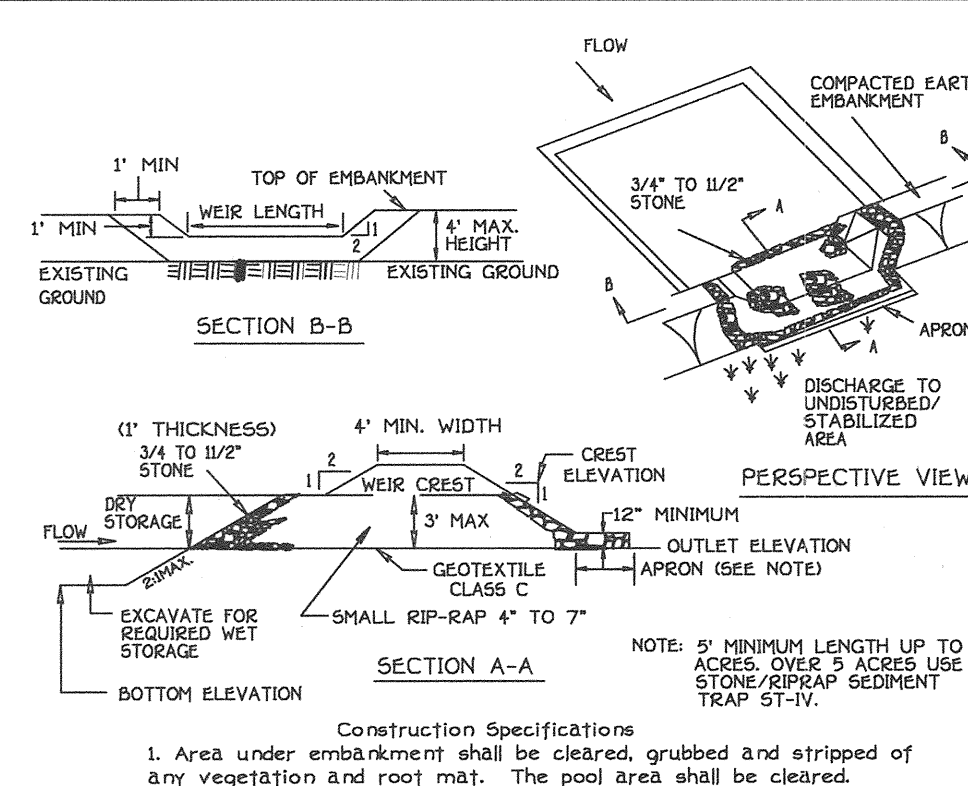 FLOW
COMPACTED EART
EMBANKMENT
B
3/4" TO 11/2"
STONE
A
B
A
APRON
DISCHARGE TO
UNDISTURBED/
STABILIZED
AREA
PERSPECTIVE VIEW
1' MIN
TOP OF EMBANKMENT
1' MIN
WEIR LENGTH
1
2
4' MAX.
HEIGHT
EXISTING
GROUND
EXISTING GROUND
SECTION B-B
(1' THICKNESS)
3/4 TO 11/2"
STONE
4' MIN. WIDTH
2
1
2
1
CREST
ELEVATION
WEIR CREST
DRY
STORAGE
3' MAX
12" MINIMUM
FLOW
OUTLET ELEVATION
2:1MAX.
GEOTEXTILE
CLASS C
APRON (SEE NOTE)
EXCAVATE FOR
REQUIRED WET
STORAGE
SMALL RIP-RAP 4" TO 7"
SECTION A-A
BOTTOM ELEVATION
NOTE: 5' MINIMUM LENGTH UP TO
ACRES. OVER 5 ACRES USE
STONE/RIPRAP SEDIMENT
TRAP ST-IV.
Construction Specifications
1. Area under embankment shall be cleared, grubbed and stripped of
any vegetation and root mat. The pool area shall be cleared.